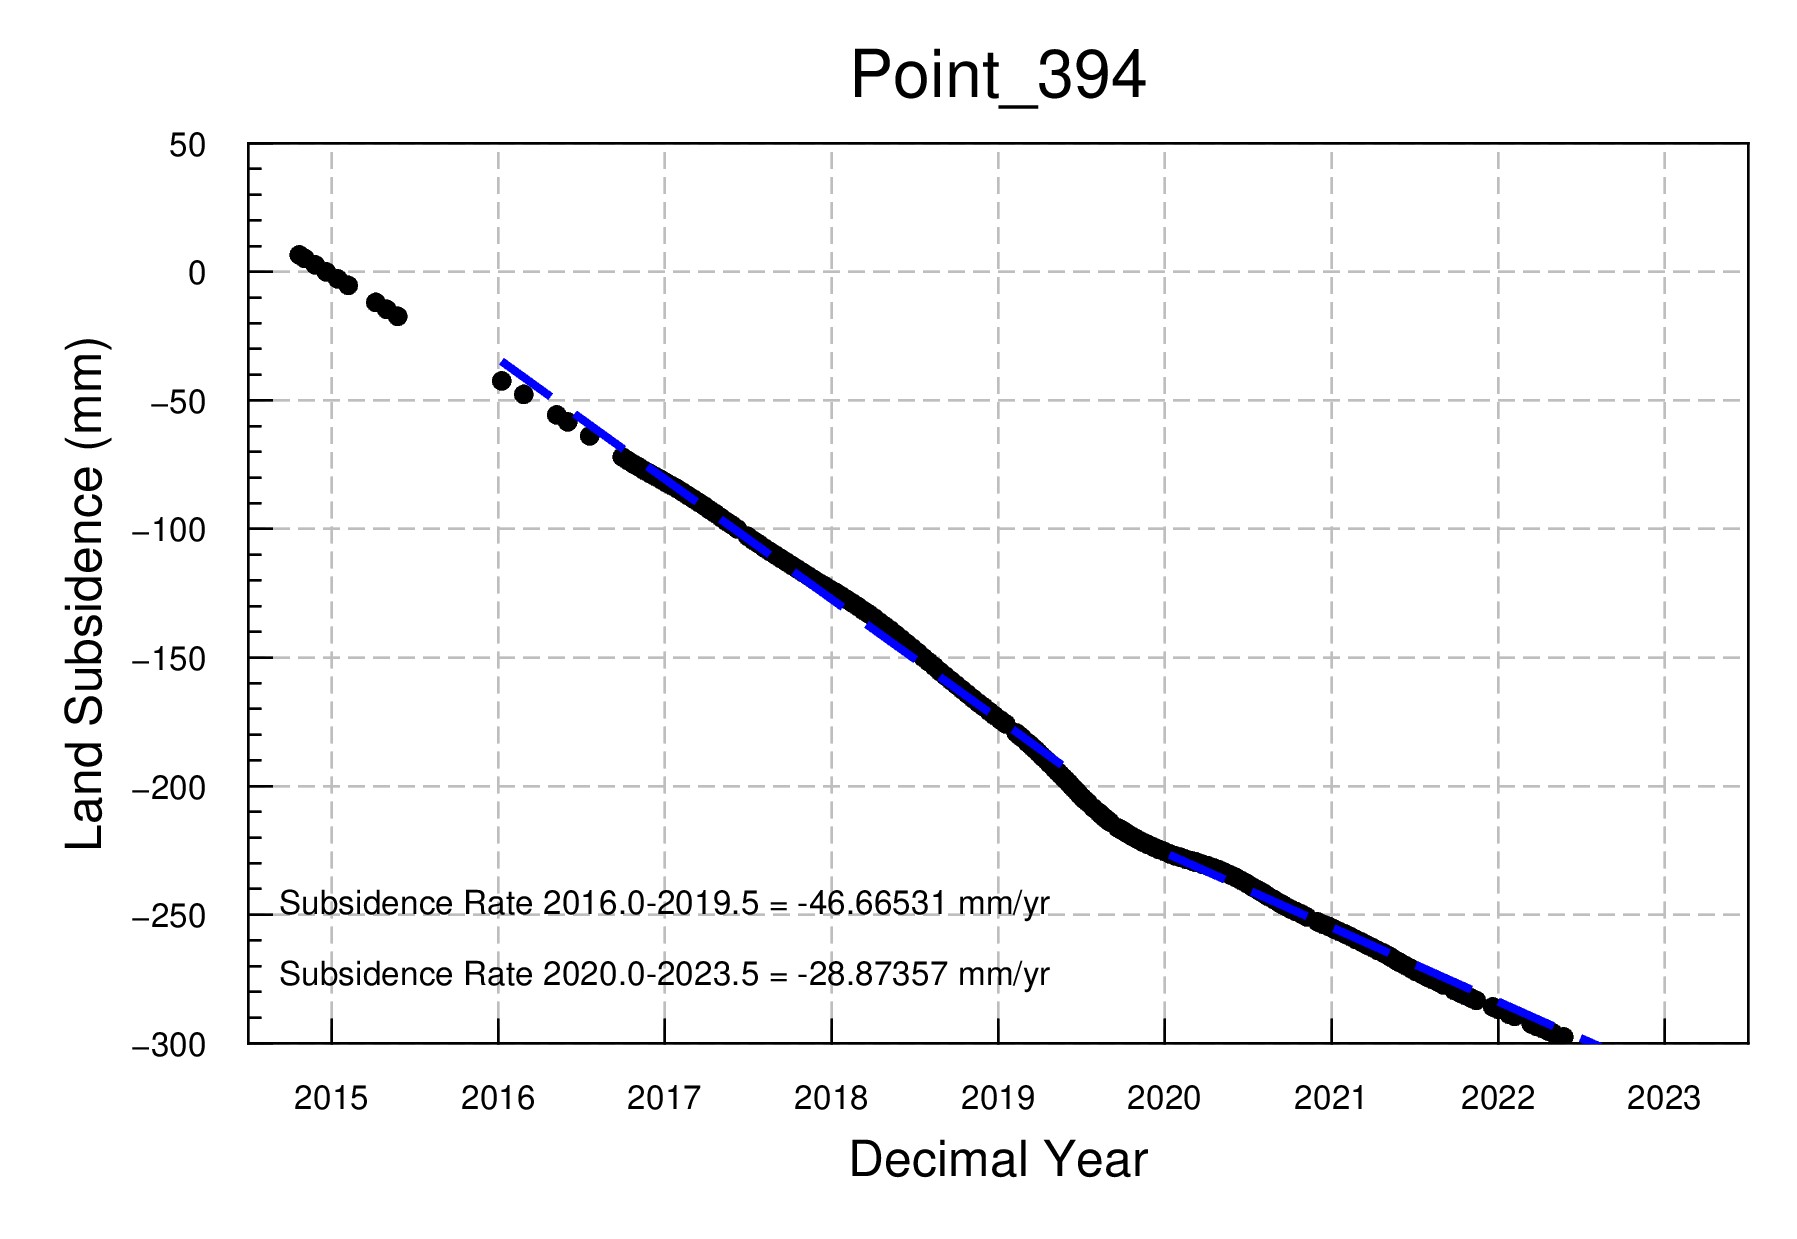 Point_394
50
0
−50
−100
−150
−200
−250
−300
Land Subsidence (mm)
Subsidence Rate 2016.0-2019.5 = -46.66531 mm/yr
Subsidence Rate 2020.0-2023.5 = -28.87357 mm/yr
2015 2016 2017 2018 2019 2020 2021 2022 2023
Decimal Year